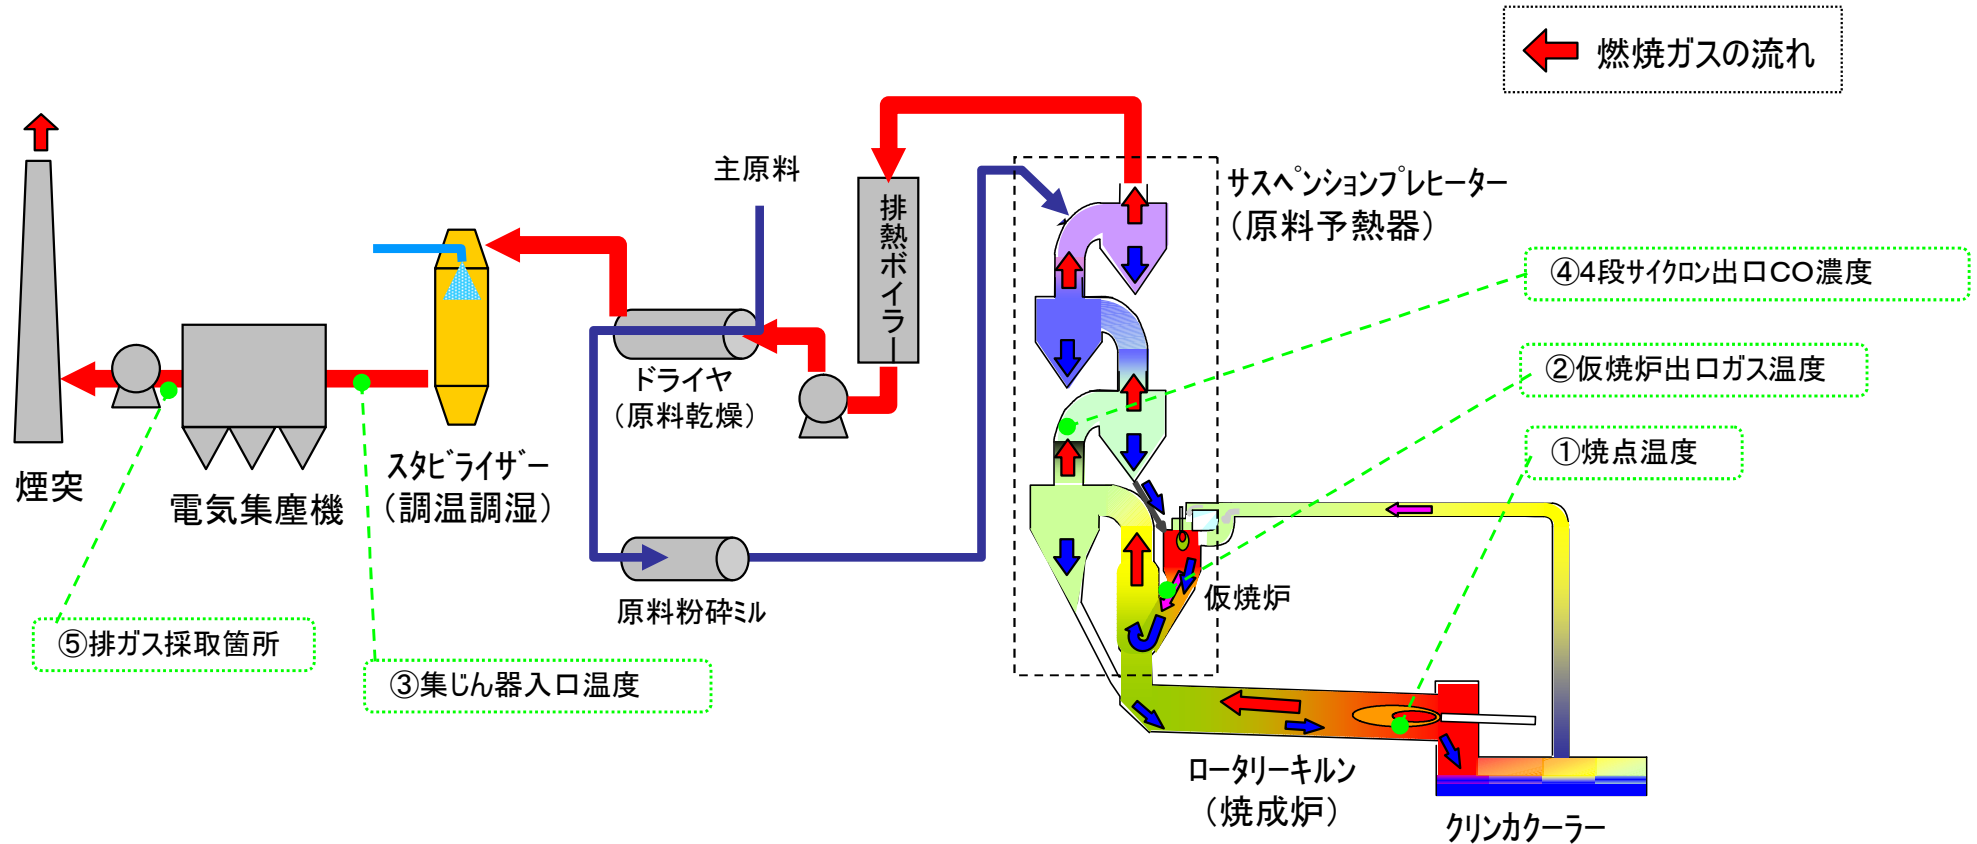 燃焼ガスの流れ
主原料
排熱ボイラー
サスペンションプレヒーター
（原料予熱器）
④4段サイクロン出口CO濃度
②仮焼炉出口ガス温度
①焼点温度
ドライヤ
（原料乾燥）
スタビライザー
（調温調湿）
煙突
電気集塵機
原料粉砕ミル
仮焼炉
⑤排ガス採取箇所
③集じん器入口温度
ロータリーキルン
（焼成炉）
クリンカクーラー